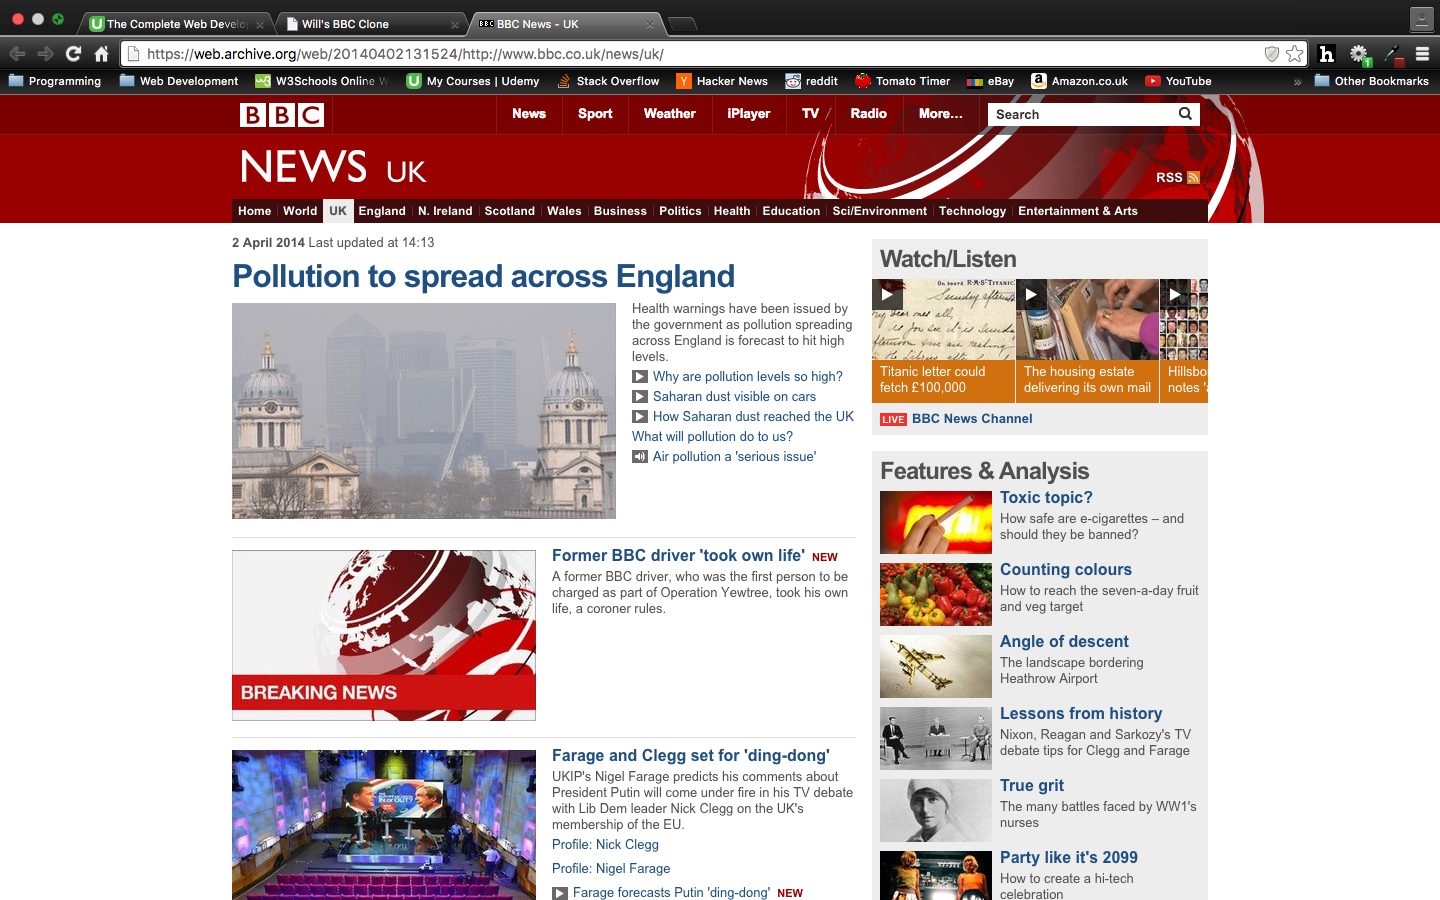 The Complete Web Develo
Will's BBC Clone
BBC News - UK
https://web.archive.org/web/20140402131524/http://www.bbc.co.uk/news/uk/
Programming
Web Development
W3Schools Online W
My Courses | Udemy
Stack Overflow
Hacker News
reddit
Tomato Timer
eBay
Amazon.co.uk
YouTube
»
Other Bookmarks
BBC
News
Sport
Weather
iPlayer
TV
Radio
More...
Search
NEWS UK
RSS
Home
World
UK
England
N. Ireland
Scotland
Wales
Business
Politics
Health
Education
Sci/Environment
Technology
Entertainment & Arts
2 April 2014 Last updated at 14:13
Pollution to spread across England
Health warnings have been issued by
the government as pollution spreading
across England is forecast to hit high
levels.
Why are pollution levels so high?
Saharan dust visible on cars
How Saharan dust reached the UK
What will pollution do to us?
Air pollution a 'serious issue'
BREAKING NEWS
Former BBC driver 'took own life' NEW
A former BBC driver, who was the first person to be
charged as part of Operation Yewtree, took his own
life, a coroner rules.
IN or OUT?
Farage and Clegg set for 'ding-dong'
UKIP's Nigel Farage predicts his comments about
President Putin will come under fire in his TV debate
with Lib Dem leader Nick Clegg on the UK's
membership of the EU.
Profile: Nick Clegg
Profile: Nigel Farage
Farage forecasts Putin 'ding-dong' NEW
Watch/Listen
On board R.M.S. TITANIC.
Sunday afternoon
Titanic letter could
fetch £100,000
The housing estate
delivering its own mail
Hillsbo
notes 'a
LIVE BBC News Channel
Features & Analysis
Toxic topic?
How safe are e-cigarettes – and
should they be banned?
Counting colours
How to reach the seven-a-day fruit
and veg target
Angle of descent
The landscape bordering
Heathrow Airport
Lessons from history
Nixon, Reagan and Sarkozy's TV
debate tips for Clegg and Farage
True grit
The many battles faced by WW1's
nurses
Party like it's 2099
How to create a hi-tech
celebration